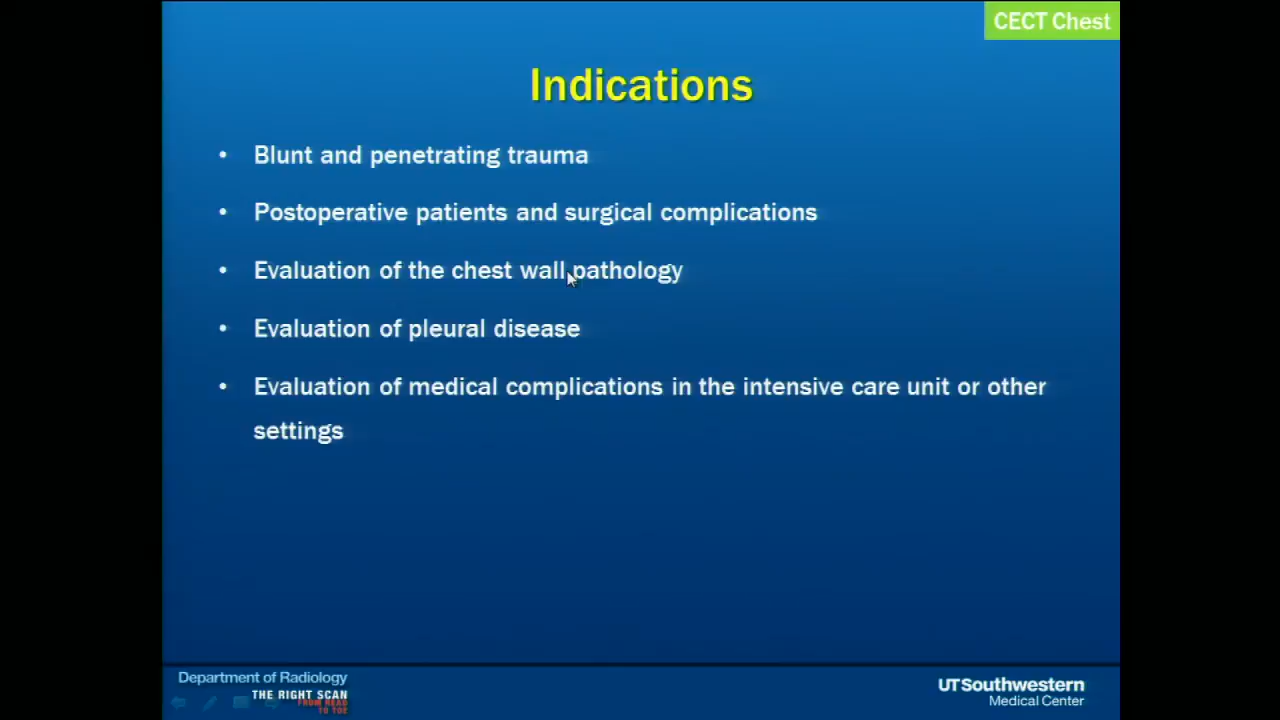 CECT Chest
Indications
• Blunt and penetrating trauma
• Postoperative patients and surgical complications
• Evaluation of the chest wall pathology
• Evaluation of pleural disease
• Evaluation of medical complications in the intensive care unit or other
settings
Department of Radiology
THE RIGHT SCAN
FROM HEAD
TO TOE
UTSouthwestern
Medical Center